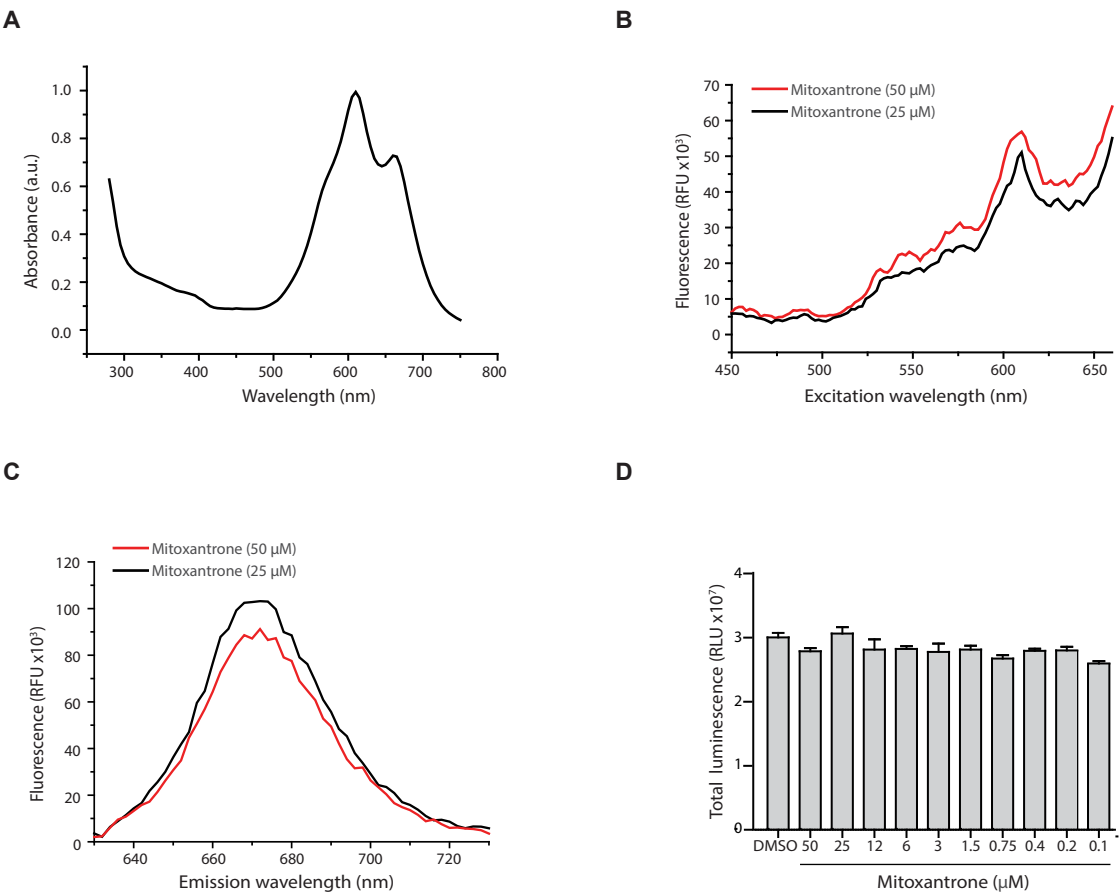 A
Absorbance (a.u.)
1.0
0.8
0.6
0.4
0.2
0.0
300 400 500 600 700 800
Wavelength (nm)
B
Mitoxantrone (50 μM)
Mitoxantrone (25 μM)
Fluorescence (RFU x10³)
70
60
50
40
30
20
10
0
450 500 550 600 650
Excitation wavelength (nm)
C
Mitoxantrone (50 μM)
Mitoxantrone (25 μM)
Fluorescence (RFU x10³)
120
100
80
60
40
20
0
640 660 680 700 720
Emission wavelength (nm)
D
Total luminescence (RLU x10⁷)
4
3
2
1
0
DMSO 50 25 12 6 3 1.5 0.75 0.4 0.2 0.1
Mitoxantrone (μM)